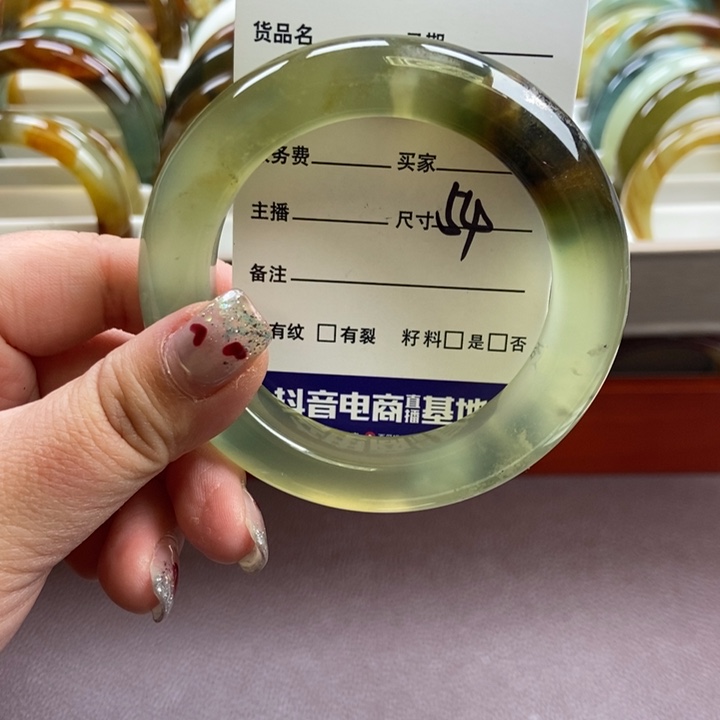 货品名 日期
务费 买家
主播 尺寸 54
备注
有纹 □有裂 籽料□是□否
抖音电商直播基地